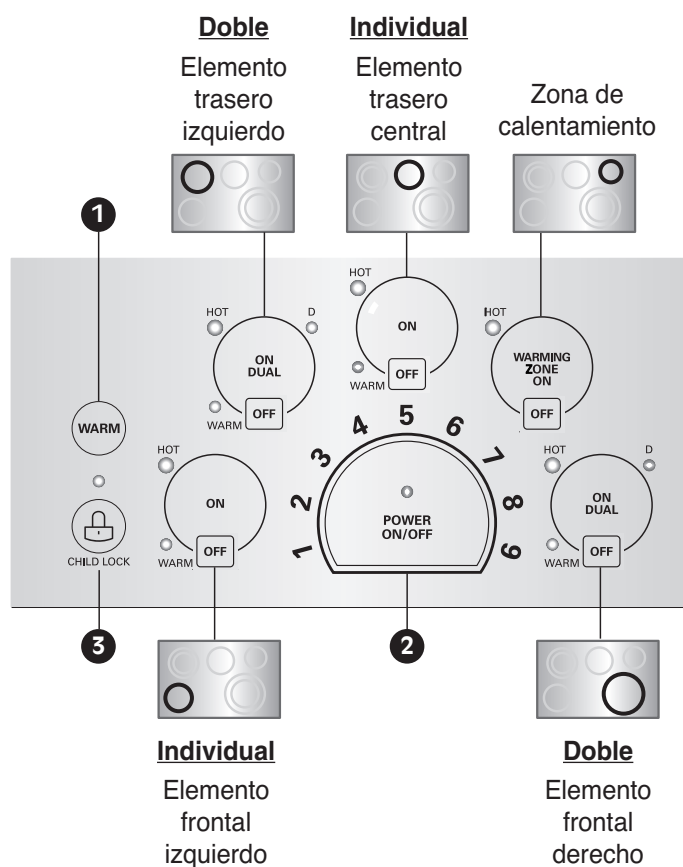 Doble
Elemento
trasero
izquierdo
Individual
Elemento
trasero
central
Zona de
calentamiento
1
HOT
D
ON
DUAL
WARM
OFF
HOT
ON
WARM
OFF
HOT
WARMING
ZONE
ON
OFF
WARM
CHILD LOCK
HOT
ON
WARM
OFF
1 2 3 4 5 6 7 8 9
POWER
ON/OFF
HOT
D
ON
DUAL
WARM
OFF
3
2
Individual
Elemento
frontal
izquierdo
Doble
Elemento
frontal
derecho